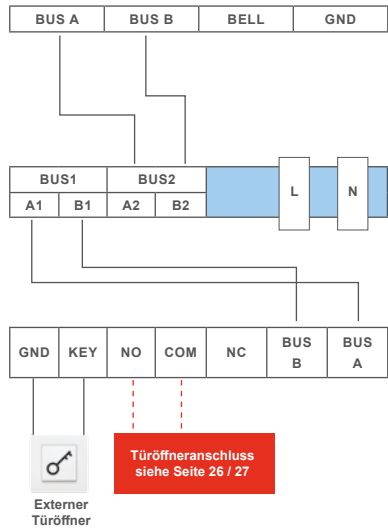 BUS A BUS B BELL GND
BUS1 BUS2 L N
A1 B1 A2 B2
GND KEY NO COM NC BUS B BUS A
Türöffneranschluss
siehe Seite 26 / 27
Externer
Türöffner